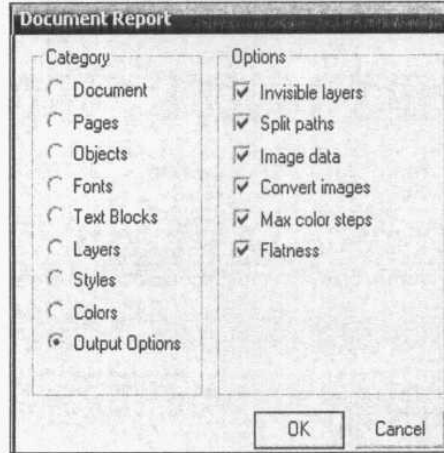 Document Report
Category
Document
Pages
Objects
Fonts
Text Blocks
Layers
Styles
Colors
Output Options
Options
Invisible layers
Split paths
Image data
Convert images
Max color steps
Flatness
OK
Cancel